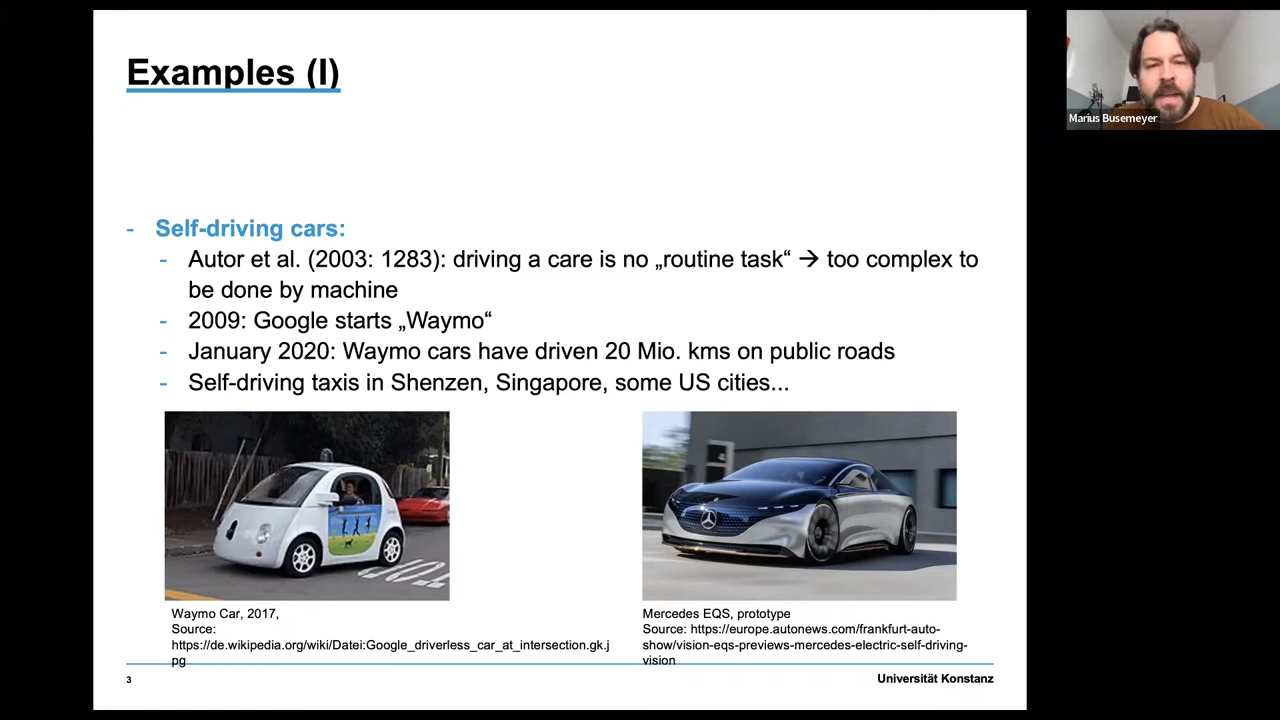 Examples (I)
Marius Busemeyer
- Self-driving cars:
- Autor et al. (2003: 1283): driving a care is no „routine task“ → too complex to
be done by machine
- 2009: Google starts „Waymo“
- January 2020: Waymo cars have driven 20 Mio. kms on public roads
- Self-driving taxis in Shenzen, Singapore, some US cities...
STOP
Waymo Car, 2017,
Source:
https://de.wikipedia.org/wiki/Datei:Google_driverless_car_at_intersection.gk.j
pg
Mercedes EQS, prototype
Source: https://europe.autonews.com/frankfurt-auto-
show/vision-eqs-previews-mercedes-electric-self-driving-
vision
3
Universität Konstanz